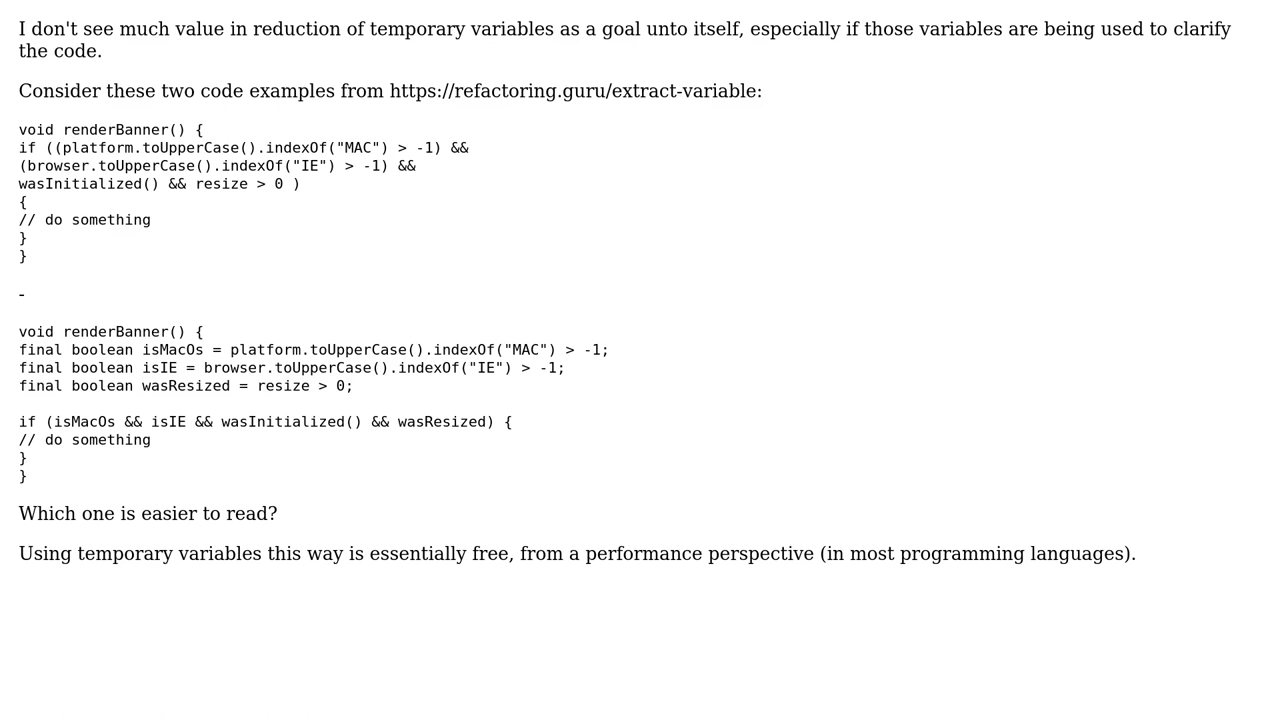 I don't see much value in reduction of temporary variables as a goal unto itself, especially if those variables are being used to clarify
the code.
Consider these two code examples from https://refactoring.guru/extract-variable:
void renderBanner() {
if ((platform.toUpperCase().indexOf("MAC") > -1) &&
(browser.toUpperCase().indexOf("IE") > -1) &&
wasInitialized() && resize > 0 )
{
// do something
}
}
-
void renderBanner() {
final boolean isMacOs = platform.toUpperCase().indexOf("MAC") > -1;
final boolean isIE = browser.toUpperCase().indexOf("IE") > -1;
final boolean wasResized = resize > 0;
if (isMacOs && isIE && wasInitialized() && wasResized) {
// do something
}
}
Which one is easier to read?
Using temporary variables this way is essentially free, from a performance perspective (in most programming languages).